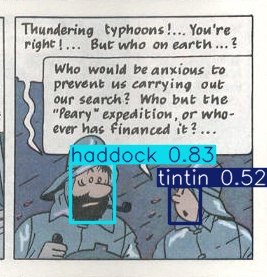 Thundering typhoons!... You're
right!... But who on earth...?
Who would be anxious to
prevent us carrying out
our search? Who but the
"Peary" expedition, or who-
ever has financed it?...
haddock 0.83
tintin 0.52